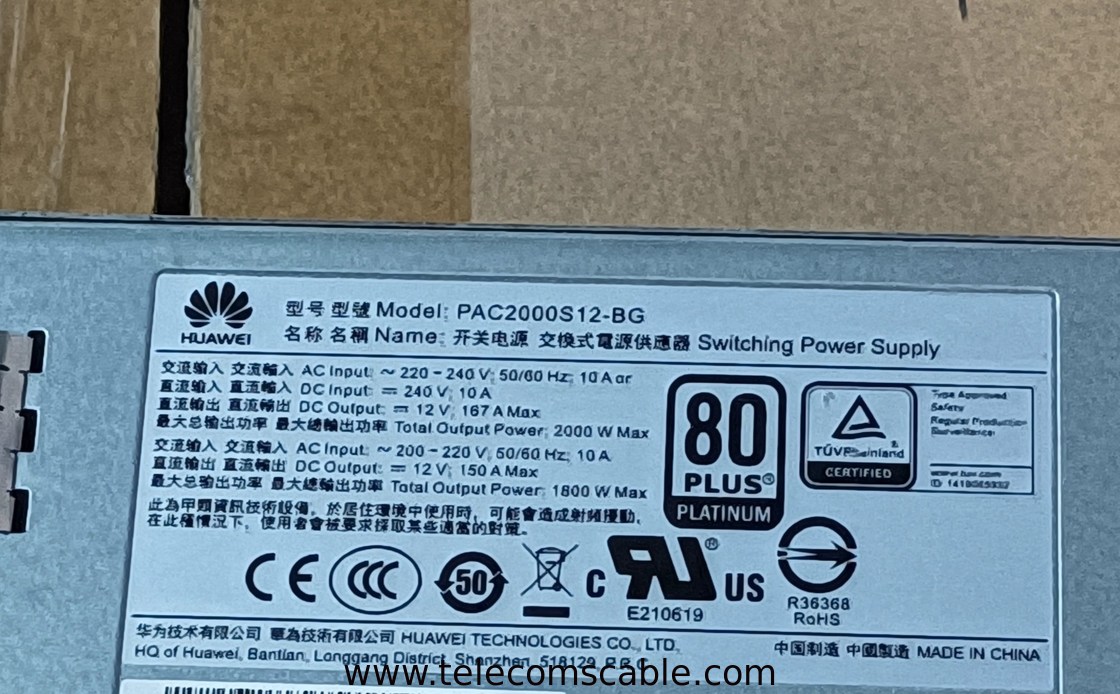 HUAWEI
型号 型號 Model: PAC2000S12-BG
名称 名稱 Name: 开关电源 交換式電源供應器 Switching Power Supply
交流输入 交流輸入 AC Input: ~ 220 - 240 V; 50/60 Hz; 10 A or
直流输入 直流輸入 DC Input: ⎓ 240 V; 10 A
直流输出 直流輸出 DC Output: ⎓ 12 V; 167 A Max
最大总输出功率 最大總輸出功率 Total Output Power: 2000 W Max
交流输入 交流輸入 AC Input: ~ 200 - 220 V; 50/60 Hz; 10 A
直流输出 直流輸出 DC Output: ⎓ 12 V; 150 A Max
最大总输出功率 最大總輸出功率 Total Output Power: 1800 W Max
此為甲類資訊技術設備。於居住環境中使用時,可能會造成射頻擾動,
在此種情況下,使用者會被要求採取某些適當的對策。
80
PLUS®
PLATINUM
TÜVRheinland
CERTIFIED
Type Approved
Safety
Regular Production
Surveillance
www.tuv.com
ID
CE CCC 50 c RU ® US
E210619
R36368
RoHS
华为技术有限公司 華為技術有限公司 HUAWEI TECHNOLOGIES CO., LTD.
HQ of Huawei, Bantian, Longgang District, Shenzhen, 518129, P.R.C
中国制造 中國製造 MADE IN CHINA
www.telecomscable.com